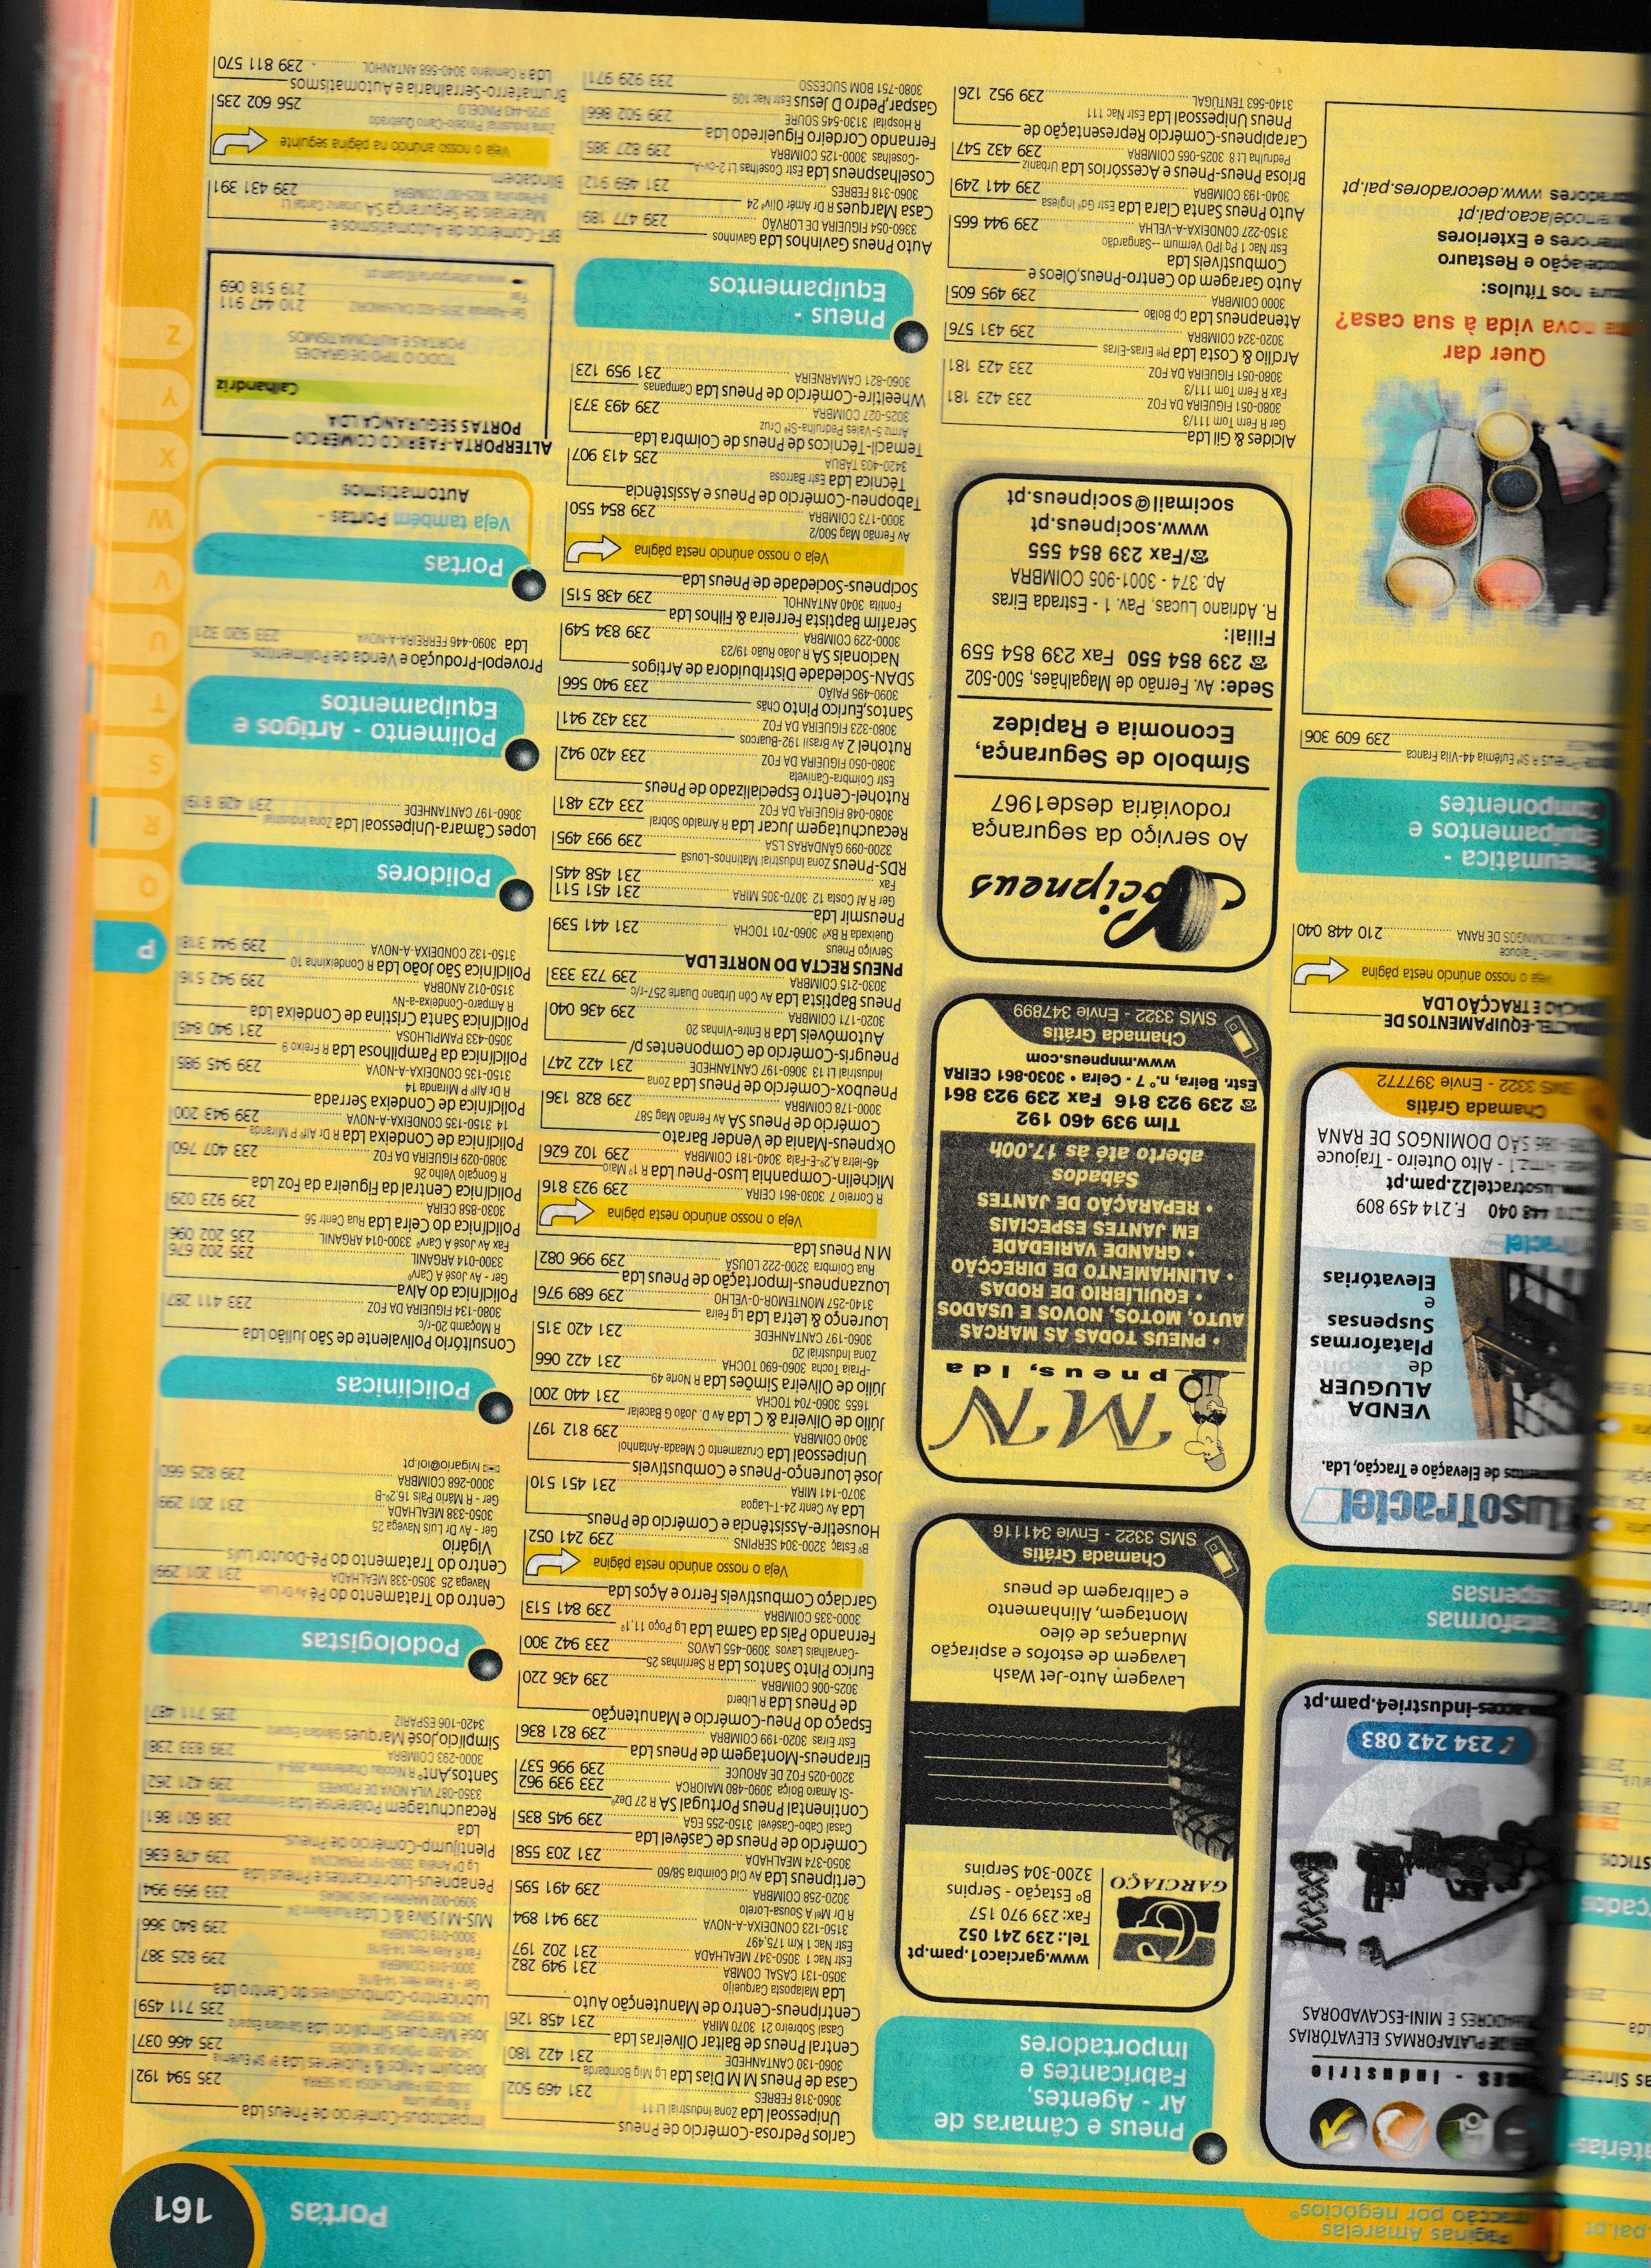 .pai.pt
Páginas Amarelas
por negócios®
Portas
161
Industrie
DE PLATAFORMAS ELEVATÓRIAS
E MINI-ESCAVADORAS
234 242 083
acces-industrie4.pam.pt
LusoTractel
de Elevação e Tracção, Lda.
VENDA
ALUGUER
de
Plataformas
Suspensas
e
Elevatórias
Tractel
448 040 F. 214 459 809
lusotractel22.pam.pt
Armz.1 - Alto Outeiro - Trajouce
SÃO DOMINGOS DE RANA
Chamada Grátis
SMS 3322 - Envie 397772
EQUIPAMENTOS DE
E TRACÇÃO LDA
Veja o nosso anúncio nesta página
DOMINGOS DE RANA 210 448 040
Pneumática -
Equipamentos e
Componentes
R Stª Eufémia 44-Vila Franca
239 609 306
Quer dar
nova vida à sua casa?
nos Títulos:
e Restauro
e Exteriores
www.decoradores.pai.pt
Pneus e Câmaras de
Ar - Agentes,
Fabricantes e
Importadores
www.garciaco1.pam.pt
Tel.: 239 241 052
Fax: 239 970 157
Bº Estação - Serpins
3200-304 Serpins
GARCIAÇO
Lavagem Auto-Jet Wash
Lavagem de estofos e aspiração
Mudanças de óleo
Montagem, Alinhamento
e Calibragem de pneus
Chamada Grátis
SMS 3322 - Envie 341116
MN
pneus, lda
• PNEUS TODAS AS MARCAS
AUTO, MOTOS, NOVOS E USADOS
• EQUILÍBRIO DE RODAS
• ALINHAMENTO DE DIRECÇÃO
• GRANDE VARIEDADE
EM JANTES ESPECIAIS
• REPARAÇÃO DE JANTES
Sábados
aberto até às 17.00h
Tlm 939 460 192
☎ 239 923 816 Fax 239 923 861
Estr. Beira, n.º 7 - Ceira • 3030-861 CEIRA
www.mnpneus.com
Chamada Grátis
SMS 3322 - Envie 347899
Socipneus
Ao serviço da segurança
rodoviária desde1967
Símbolo de Segurança,
Economia e Rapidez
Sede: Av. Fernão de Magalhães, 500-502
☎ 239 854 550 Fax 239 854 559
Filial:
R. Adriano Lucas, Pav. 1 - Estrada Eiras
Ap. 374 - 3001-905 COIMBRA
☎/Fax 239 854 555
www.socipneus.pt
socimail@socipneus.pt
Alcides & Gil Lda
Ger R Fern Tom 111/3
3080-051 FIGUEIRA DA FOZ 233 423 181
Fax R Fern Tom 111/3
3080-051 FIGUEIRA DA FOZ 233 423 181
Arcílio & Costa Lda Ptª Eiras-Eiras
3020-324 COIMBRA 239 431 576
Atenapneus Lda Cp Bolão
3000 COIMBRA 239 495 605
Auto Garagem do Centro-Pneus,Óleos e
Combustíveis Lda
Estr Nac 1 Pq IPO Vermum --Sangardão
3150-227 CONDEIXA-A-VELHA 239 944 665
Auto Pneus Santa Clara Lda Estr Gdª Inglesa
3040-193 COIMBRA 239 441 249
Briosa Pneus-Pneus e Acessórios Lda Urbaniz
Pedrulha Lt 8 3025-065 COIMBRA 239 432 547
Carapipneus-Comércio Representação de
Pneus Unipessoal Lda Estr Nac 111
3140-563 TENTÚGAL 239 952 126
Carlos Pedrosa-Comércio de Pneus
Unipessoal Lda Zona Industrial Lt 11
3060-318 FEBRES 231 469 502
Casa de Pneus M M Dias Lda Lg Mig Bombarda
3060-130 CANTANHEDE 231 422 180
Central Pneus de Baltar Oliveiras Lda
Casal Sobreiro 21 3070 MIRA 231 458 126
Centripneus-Centro de Manutenção Auto
Lda Malaposta Carqueijo
3050-131 CASAL COMBA 231 949 282
Estr Nac 1 3050-347 MEALHADA 231 202 197
Estr Nac 1 Km 175,497
3150-123 CONDEIXA-A-NOVA 239 941 894
R Dr Mel A Sousa-Loreto
3020-258 COIMBRA 239 491 595
Certipneus Lda Av Cid Coimbra 58/60
3050-374 MEALHADA 231 203 558
Comércio de Pneus de Casével Lda
Casal Cabo-Casével 3150-255 EGA 239 945 835
Continental Pneus Portugal SA R 27 Dezº
-St Amaro Boiça 3090-480 MAIORCA 233 939 962
3200-025 FOZ DE AROUCE 239 996 537
Eirapneus-Montagem de Pneus Lda
Estr Eiras 3020-199 COIMBRA 239 821 836
Espaço do Pneu-Comércio e Manutenção
de Pneus Lda R Liberd
3025-006 COIMBRA 239 436 220
Eurico Pinto Santos Lda R Serrinhas 25
-Carvalhais Lavos 3090-455 LAVOS 233 942 300
Fernando Pais da Gama Lda Lg Poço 11,1º
3000-335 COIMBRA 239 841 513
Garciaço Combustíveis Ferro e Aços Lda
Veja o nosso anúncio nesta página
Bº Estaç 3200-304 SERPINS 239 241 052
Housetire-Assistência e Comércio de Pneus
Lda Av Centr 24-T-Lagoa
3070-141 MIRA 231 451 510
José Lourenço-Pneus e Combustíveis
Unipessoal Lda Cruzamento C Meada-Antanhol
3040 COIMBRA 239 812 197
Júlio de Oliveira & C Lda Av D. João G Bacelar
1655 3060-704 TOCHA 231 440 200
Júlio de Oliveira Simões Lda R Norte 49
-Praia Tocha 3060-690 TOCHA 231 422 066
Zona Industrial 20
3060-197 CANTANHEDE 231 420 315
Lourenço & Letra Lda Lg Feira
3140-257 MONTEMOR-O-VELHO 239 689 976
Louzanpneus-Importação de Pneus Lda
Rua Coimbra 3200-222 LOUSÃ 239 996 082
M N Pneus Lda
Veja o nosso anúncio nesta página
R Correio 7 3030-861 CEIRA 239 923 816
Michelin-Companhia Luso-Pneu Lda R 1º Maio
46-letra A,2º-E-Fala 3040-181 COIMBRA 239 102 626
Okpneus-Mania de Vender Barato
Comércio de Pneus SA Av Fernão Mag 587
3000-178 COIMBRA 239 828 136
Pneubox-Comércio de Pneus Lda Zona
Industrial Lt 13 3060-197 CANTANHEDE 231 422 247
Pneugris-Comércio de Componentes p/
Automóveis Lda R Entre-Vinhas 20
3020-171 COIMBRA 239 436 040
Pneus Baptista Lda Av Cón Urbano Duarte 257-r/c
3030-215 COIMBRA 239 723 333
PNEUS RECTA DO NORTE LDA
Serviço Pneus
Queixada R Bxº 3060-701 TOCHA 231 441 539
Pneusmir Lda
Ger R Af Costa 12 3070-305 MIRA 231 451 511
Fax 231 458 445
RDS-Pneus Zona Industrial Matinhos-Lousã
3200-099 GÂNDARAS LSA 239 993 495
Recauchutagem Jucar Lda R Arnaldo Sobral
3080-048 FIGUEIRA DA FOZ 233 423 481
Rutohel-Centro Especializado de Pneus
Estr Coimbra-Caniveta
3080-050 FIGUEIRA DA FOZ 233 420 942
Rutohel 2 Av Brasil 192-Buarcos
3080-323 FIGUEIRA DA FOZ 233 432 941
Santos,Eurico Pinto Chãs
3090-495 PAIÃO 233 940 566
SDAN-Sociedade Distribuidora de Artigos
Nacionais SA R João Ruão 19/23
3000-229 COIMBRA 239 834 549
Serafim Baptista Ferreira & Filhos Lda
Fontita 3040 ANTANHOL 239 438 515
Socipneus-Sociedade de Pneus Lda
Veja o nosso anúncio nesta página
Av Fernão Mag 500/2
3000-173 COIMBRA 239 854 550
Tabopneu-Comércio de Pneus e Assistência
Técnica Lda Estr Barrosa
3420-403 TÁBUA 235 413 907
Temacil-Técnicos de Pneus de Coimbra Lda
Armz 5-Vales Pedrulha-Stª Cruz
3025-027 COIMBRA 239 493 373
Wheeltire-Comércio de Pneus Lda Campanas
3060-821 CAMARNEIRA 231 959 123
Pneus -
Equipamentos
Auto Pneus Gavinhos Lda Gavinhos
3360-054 FIGUEIRA DE LORVÃO 239 477 189
Casa Marques R Dr Amér Olivª 24
3060-318 FEBRES 231 469 912
Coselhaspneus Lda Estr Coselhas Lt 2-cv-A
-Coselhas 3000-125 COIMBRA 239 827 385
Fernando Cordeiro Figueiredo Lda
R Hospital 3130-545 SOURE 239 502 866
Gaspar,Pedro D Jesus Estr Nac 109
3080-751 BOM SUCESSO 233 929 971
Impactopus-Comércio de Pneus Lda
PAMPILHOSA DA SERRA 235 594 192
Joaquim Anjos & Rubienes Lda Bº Stª Eufémia
235 466 037
José Marques Simplício Lda Gândara Espariz
3420-106 ESPARIZ 235 711 459
Lubricentro-Combustíveis do Centro Lda
Ger - R Alex Herc 14-B/16
3000-019 COIMBRA 239 825 387
Fax R Alex Herc 14-B/16
3000-019 COIMBRA 239 840 366
MJS-M J Silva & C Lda Rua Bairro 24
3090-002 MARINHA DAS ONDAS 233 959 994
Penapneus-Lubrificantes e Pneus Lda
Lg Dª Amélia 3360-191 PENACOVA 239 478 636
Plentijump-Comércio de Pneus
Lda 238 601 861
Recauchutagem Poiarense Lda Entroncamento
3350-087 VILA NOVA DE POIARES 239 421 262
Santos,Antº R Nicolau Chanterenne 299-A
3000-293 COIMBRA 239 833 238
Simplício,José Marques Gândara Espariz
3420-106 ESPARIZ 235 711 487
Podologistas
Centro do Tratamento do Pé Av Dr Luís
Navega 25 3050-338 MEALHADA 231 201 299
Centro do Tratamento do Pé-Doutor Luís
Vigário
Ger - Av Dr Luís Navega 25
3050-338 MEALHADA 231 201 299
Ger - R Mário Pais 16,2º-B
3000-268 COIMBRA 239 825 660
lvigario@iol.pt
Policlínicas
Consultório Polivalente de São Julião Lda
R Moçamb 20-r/c
3080-134 FIGUEIRA DA FOZ 233 411 287
Policlínica do Alva
Ger - Av José A Carvº
3300-014 ARGANIL 235 202 676
Fax Av José A Carvº 3300-014 ARGANIL 235 202 096
Policlínica do Ceira Lda Rua Centr 56
3030-858 CEIRA 239 923 029
Policlínica Central da Figueira da Foz Lda
R Gonçalo Velho 26
3080-029 FIGUEIRA DA FOZ 233 407 760
Policlínica de Condeixa Lda R Dr Alfº P Miranda
14 3150-135 CONDEIXA-A-NOVA 239 943 200
Policlínica de Condeixa Serrada
R Dr Alfº P Miranda 14
3150-135 CONDEIXA-A-NOVA 239 945 985
Policlínica da Pampilhosa Lda R Freixo 9
3050-433 PAMPILHOSA 231 940 845
Policlínica Santa Cristina de Condeixa Lda
R Amparo-Condeixa-a-Nv
3150-012 ANOBRA 239 942 516
Policlínica São João Lda R Condeixinha 10
3150-132 CONDEIXA-A-NOVA 239 944 318
Polidores
Lopes Câmara-Unipessoal Lda Zona Industrial
3060-197 CANTANHEDE 231 428 819
Polimento - Artigos e
Equipamentos
Provepol-Produção e Venda de Polimentos
Lda 3090-446 FERREIRA-A-NOVA 233 920 321
Portas
Veja também Portas -
Automatismos
ALTERPORTA-FABRICO COMÉRCIO
PORTAS SEGURANÇA LDA
Calhandriz
TODO O TIPO DE GRADES
PORTAS E AUTOMATISMOS
CALHANDRIZ 210 447 911
Fax 219 518 069
BFT-Comércio de Automatismos e
Materiais de Segurança SA Urbaniz Cardal Lt
Pedrulha 3025-007 COIMBRA 239 431 391
Blindabem
Veja o nosso anúncio na página seguinte
Zona Industrial Pindelo-Carro Quebrado
3720-443 PINDELO 256 602 235
Brumaferro-Serralharia e Automatismos
Lda R Cemitério 3040-568 ANTANHOL 239 811 570
P
Q
R
S
T
U
V
W
X
Y
Z